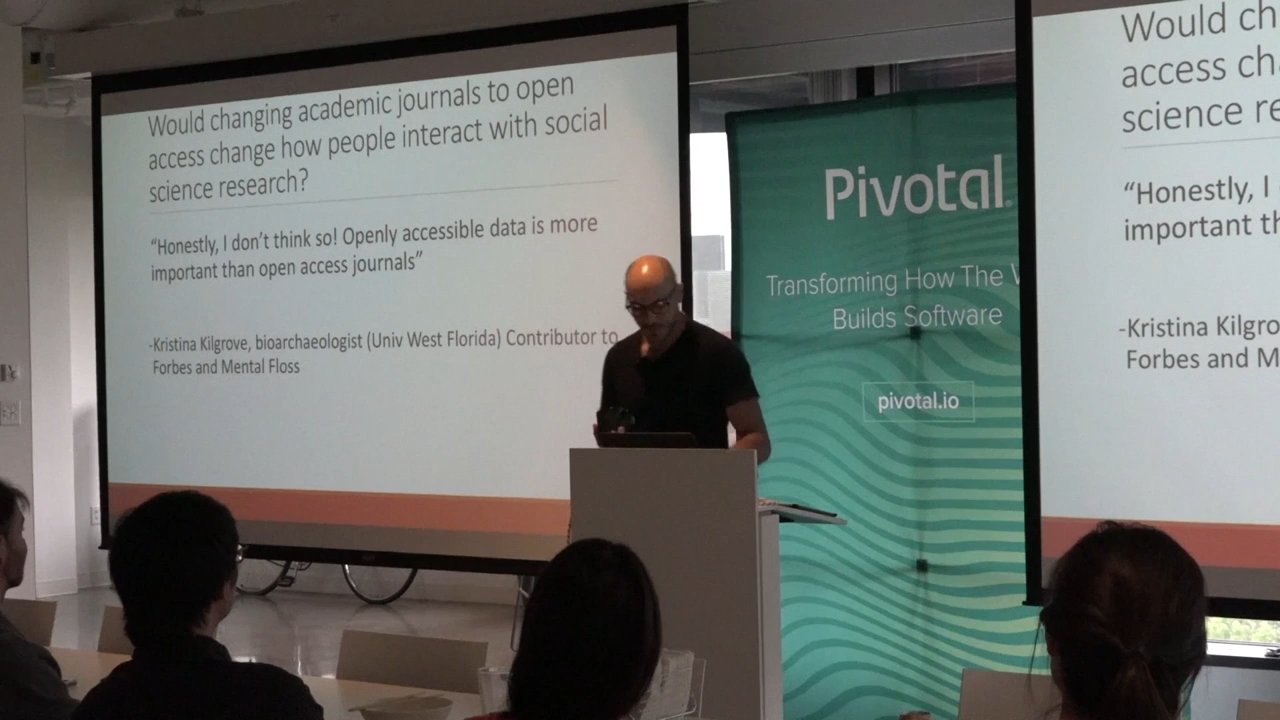 Would changing academic journals to open
access change how people interact with social
science research?
“Honestly, I don’t think so! Openly accessible data is more
important than open access journals”
-Kristina Kilgrove, bioarchaeologist (Univ West Florida) Contributor to
Forbes and Mental Floss
Pivotal
Transforming How The
Builds Software
pivotal.io
Would ch
access ch
science re
“Honestly, I
important th
-Kristina Kilgro
Forbes and M